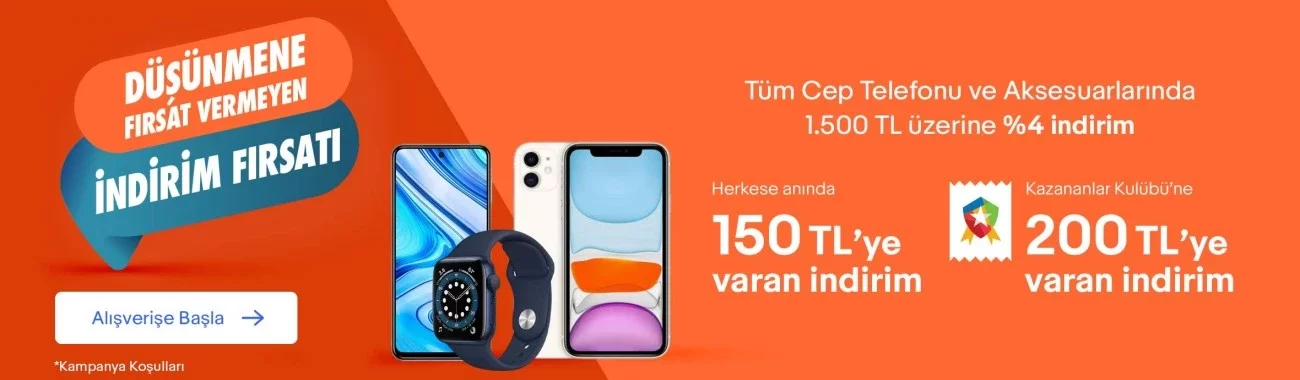 DÜŞÜNMENE
FIRSAT VERMEYEN
İNDİRİM FIRSATI
Alışverişe Başla
*Kampanya Koşulları
Tüm Cep Telefonu ve Aksesuarlarında
1.500 TL üzerine %4 indirim
Herkese anında
150 TL’ye
varan indirim
Kazananlar Kulübü’ne
200 TL’ye
varan indirim